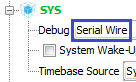 SYS
Debug Serial Wire
System Wake-U
Timebase Source